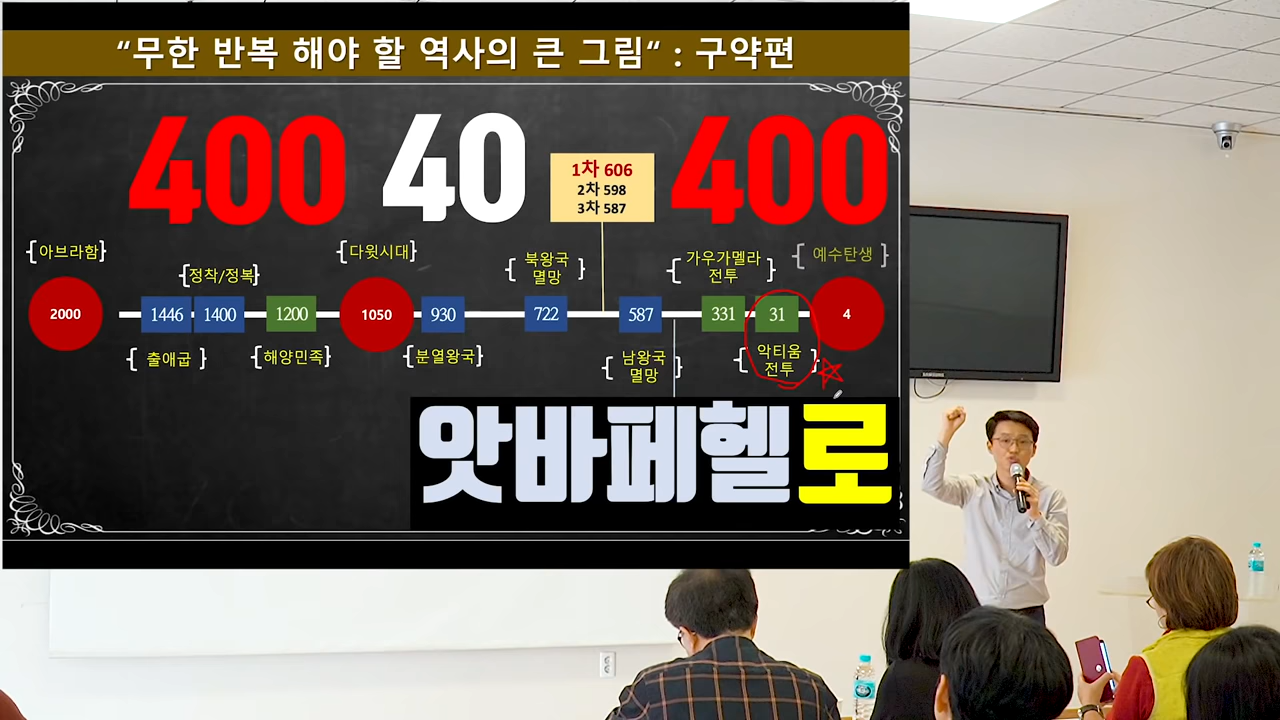 “무한 반복 해야 할 역사의 큰 그림“ : 구약편
400 40 400
1차 606
2차 598
3차 587
{아브라함}
{정착/정복}
{다윗시대}
{북왕국
멸망}
{가우가멜라
전투}
{예수탄생}
2000 1446 1400 1200 1050 930 722 587 331 31 4
{출애굽}
{해양민족}
{분열왕국}
{남왕국
멸망}
{악티움
전투}
앗바페헬로
SAMSUNG